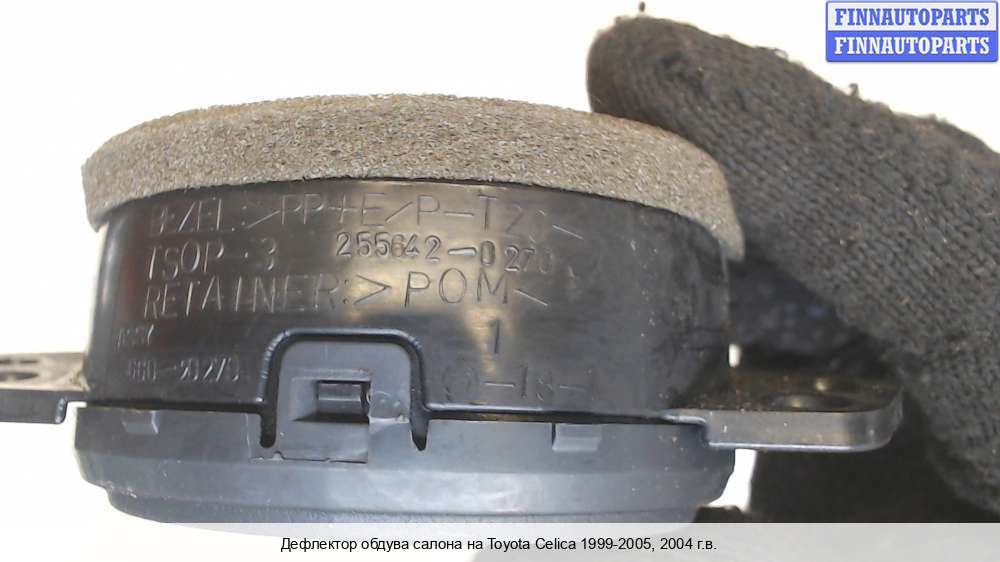 FINNAUTOPARTS
FINNAUTOPARTS
BEZEL:>PP+E/P-T20<
TSOP-3 255642-0270
RETAINER:>POM<
ASSY
1
Дефлектор обдува салона на Toyota Celica 1999-2005, 2004 г.в.